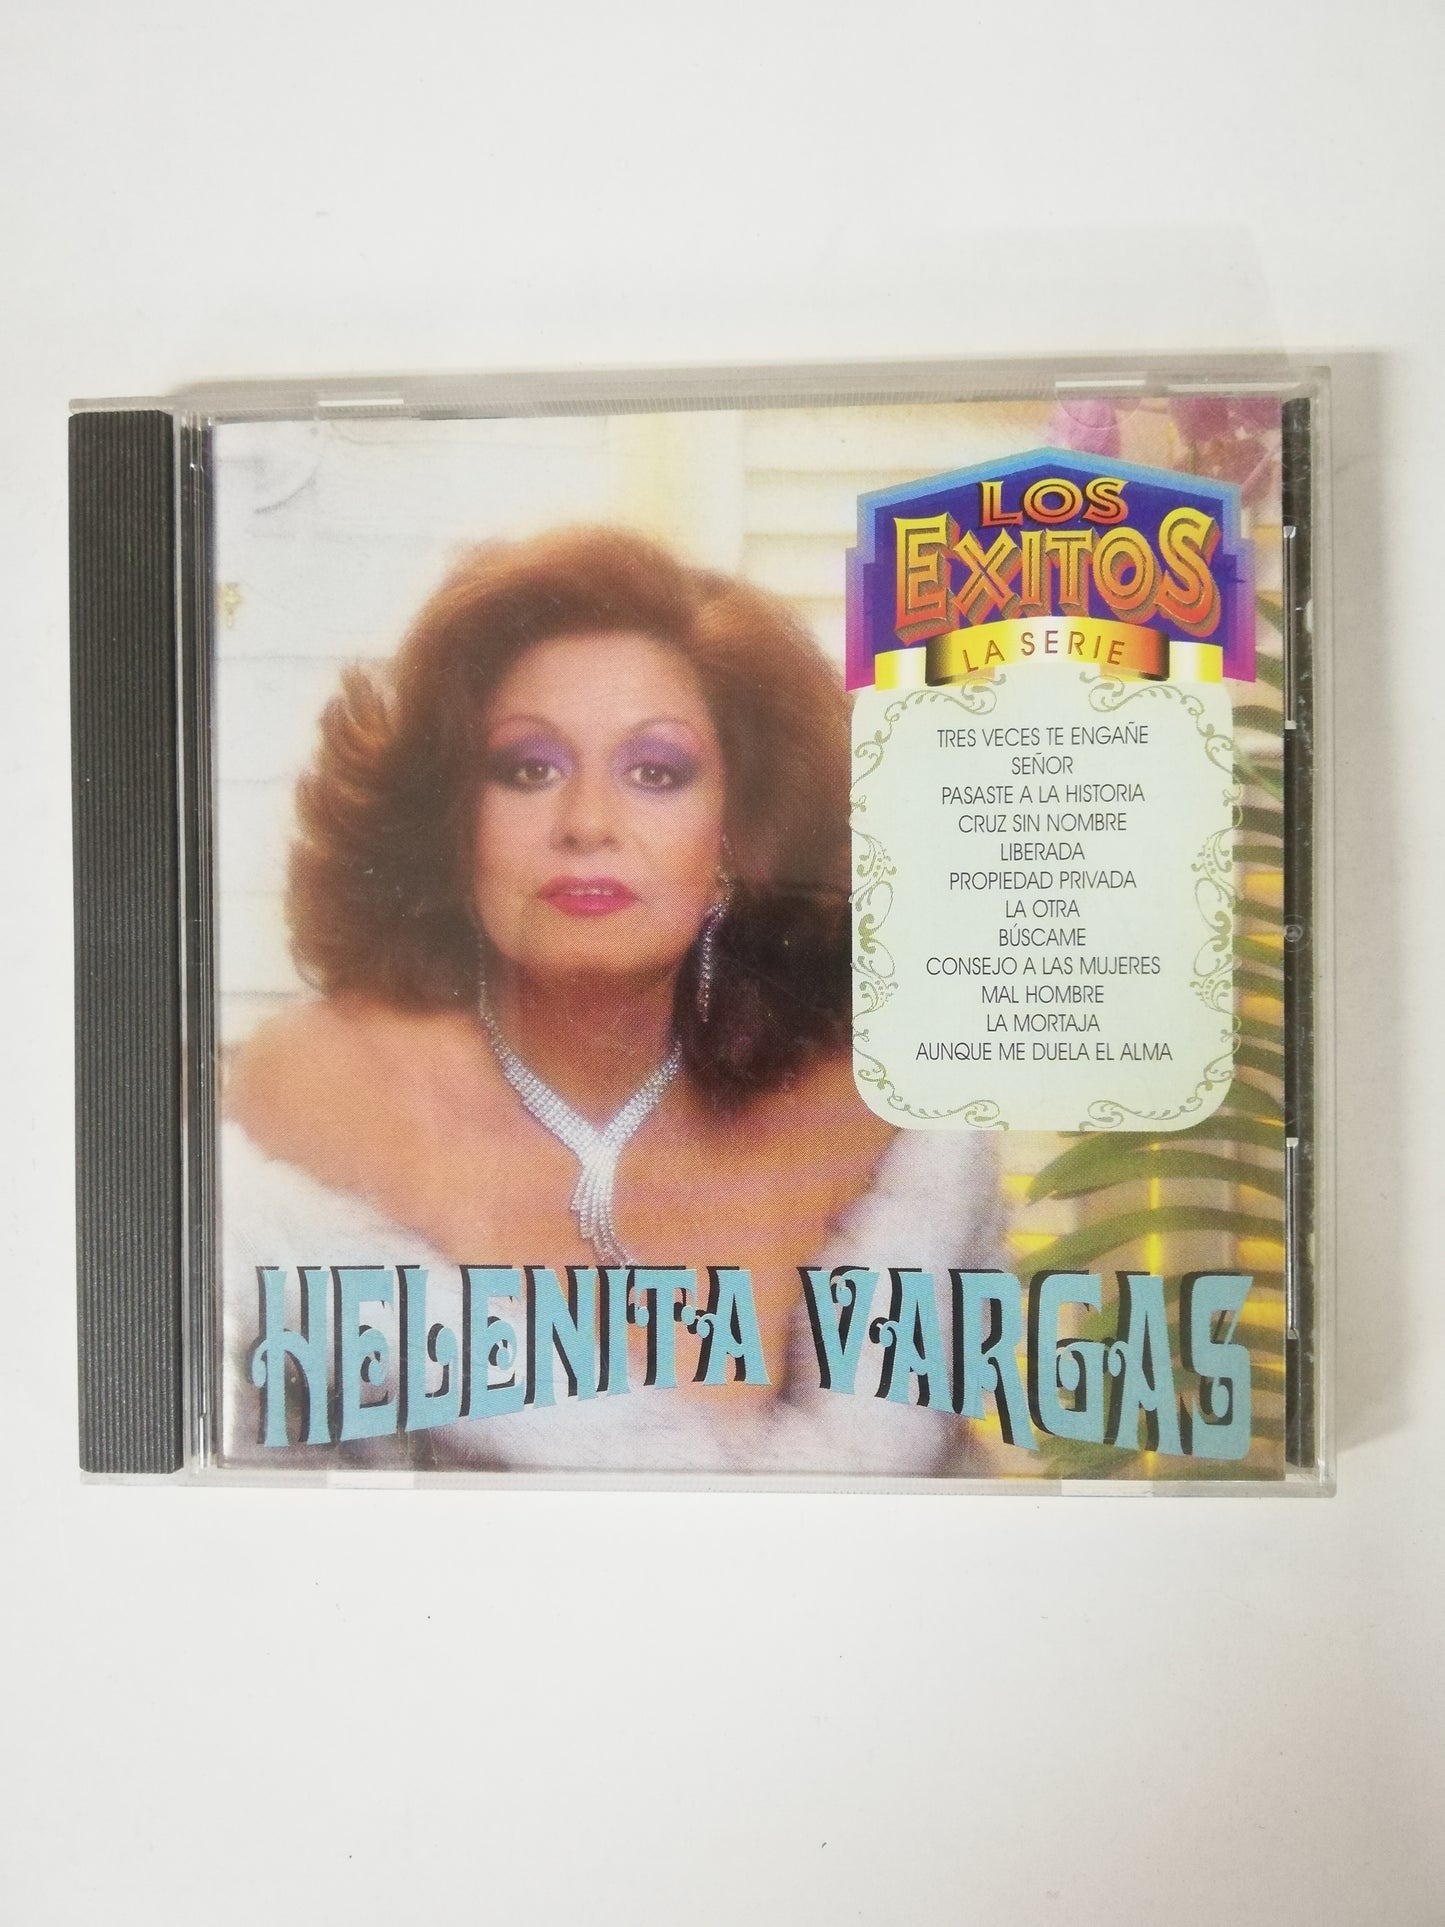 LOS
EXITOS
LA SERIE
TRES VECES TE ENGAÑE
SEÑOR
PASASTE A LA HISTORIA
CRUZ SIN NOMBRE
LIBERADA
PROPIEDAD PRIVADA
LA OTRA
BÚSCAME
CONSEJO A LAS MUJERES
MAL HOMBRE
LA MORTAJA
AUNQUE ME DUELA EL ALMA
HELENITA VARGAS